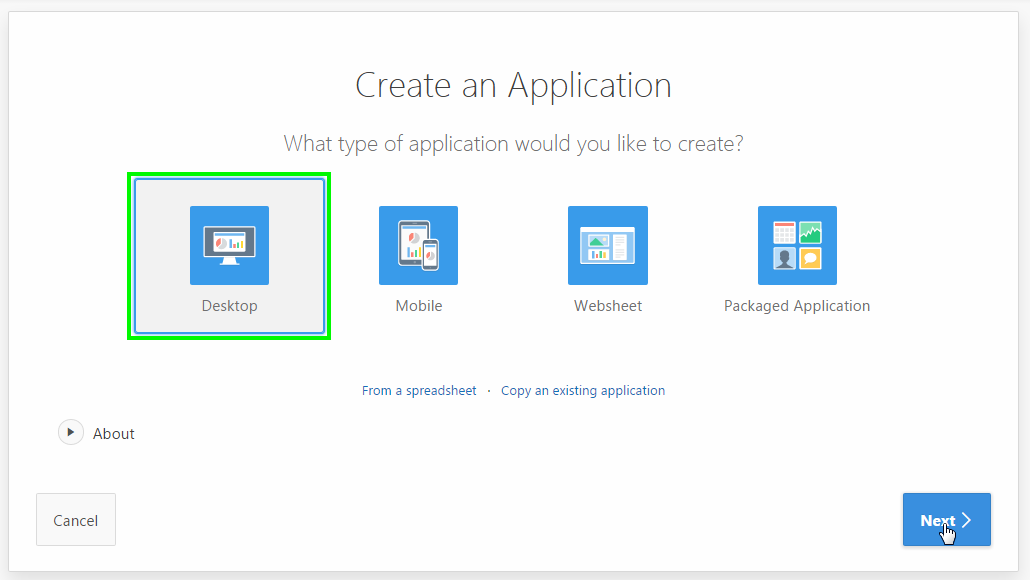 Create an Application
What type of application would you like to create?
Desktop
Mobile
Websheet
Packaged Application
From a spreadsheet · Copy an existing application
About
Cancel
Next